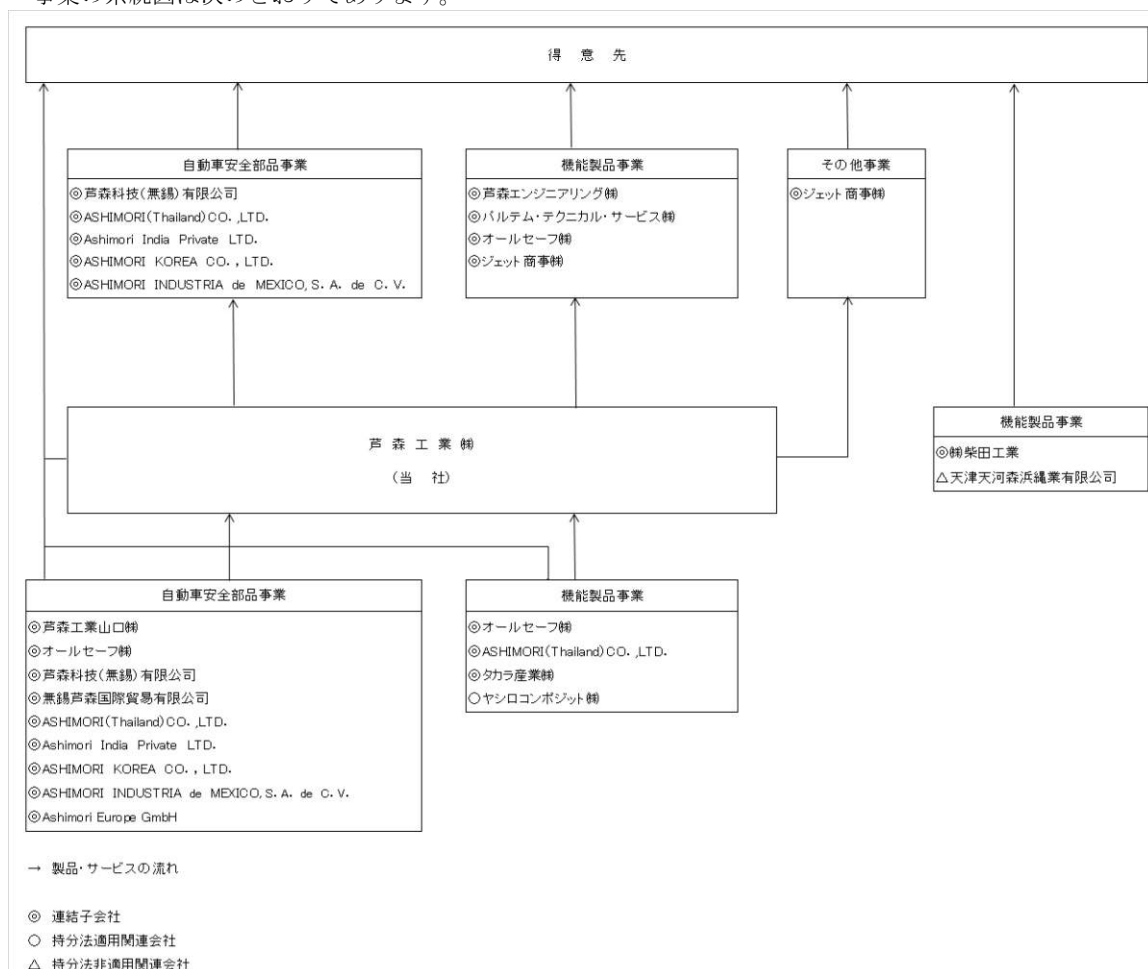 事業の系統図は次のとおりであります。
得 意 先
自動車安全部品事業
◎芦森科技(無錫)有限公司
◎ASHIMORI(Thailand)CO.,LTD.
◎Ashimori India Private LTD.
◎ASHIMORI KOREA CO.,LTD.
◎ASHIMORI INDUSTRIA de MEXICO,S.A. de C.V.
機能製品事業
◎芦森エンジニアリング㈱
◎パルテム・テクニカル・サービス㈱
◎オールセーフ㈱
◎ジェット商事㈱
その他事業
◎ジェット商事㈱
芦 森 工 業 ㈱
(当 社)
機能製品事業
◎㈱柴田工業
△天津天河森浜縄業有限公司
自動車安全部品事業
◎芦森工業山口㈱
◎オールセーフ㈱
◎芦森科技(無錫)有限公司
◎無錫芦森国際貿易有限公司
◎ASHIMORI(Thailand)CO.,LTD.
◎Ashimori India Private LTD.
◎ASHIMORI KOREA CO.,LTD.
◎ASHIMORI INDUSTRIA de MEXICO,S.A. de C.V.
◎Ashimori Europe GmbH
機能製品事業
◎オールセーフ㈱
◎ASHIMORI(Thailand)CO.,LTD.
◎タカラ産業㈱
○ヤシロコンポジット㈱
→ 製品・サービスの流れ
◎ 連結子会社
○ 持分法適用関連会社
△ 持分法非適用関連会社